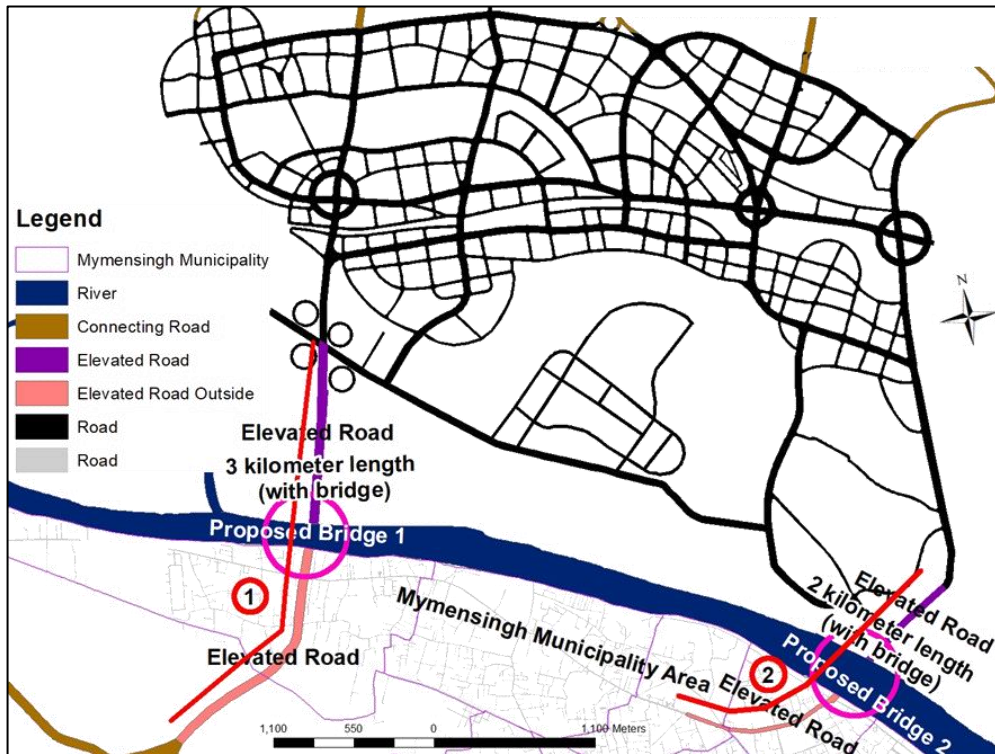 Legend
Mymensingh Municipality
River
Connecting Road
Elevated Road
Elevated Road Outside
Road
Road
N
Elevated Road
3 kilometer length
(with bridge)
Proposed Bridge 1
1
Elevated Road
Mymensingh Municipality Area
2
Elevated Road
Elevated Road
2 kilometer length
(with bridge)
Proposed Bridge 2
1,100 550 0 1,100 Meters